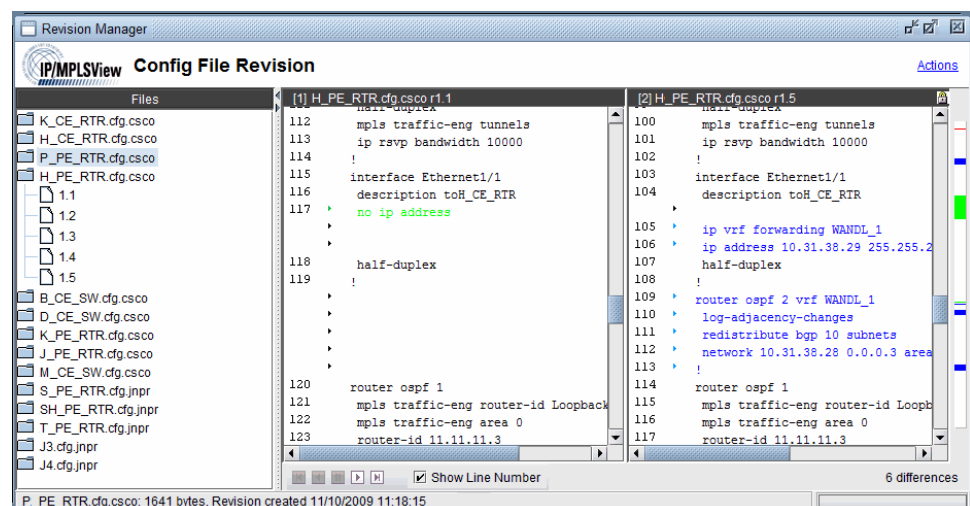 Revision Manager
IP/MPLSView Config File Revision
Actions
Files
K_CE_RTR.cfg.csco
H_CE_RTR.cfg.csco
P_PE_RTR.cfg.csco
H_PE_RTR.cfg.csco
1.1
1.2
1.3
1.4
1.5
B_CE_SW.cfg.csco
D_CE_SW.cfg.csco
K_PE_RTR.cfg.csco
J_PE_RTR.cfg.csco
M_CE_SW.cfg.csco
S_PE_RTR.cfg.jnpr
SH_PE_RTR.cfg.jnpr
T_PE_RTR.cfg.jnpr
J3.cfg.jnpr
J4.cfg.jnpr
[1] H_PE_RTR.cfg.csco r1.1
half-duplex
112 mpls traffic-eng tunnels
113 ip rsvp bandwidth 10000
114 !
115 interface Ethernet1/1
116 description toH_CE_RTR
117 no ip address
118 half-duplex
119 !
120 router ospf 1
121 mpls traffic-eng router-id Loopback
122 mpls traffic-eng area 0
123 router-id 11.11.11.3
[2] H_PE_RTR.cfg.csco r1.5
half-duplex
100 mpls traffic-eng tunnels
101 ip rsvp bandwidth 10000
102 !
103 interface Ethernet1/1
104 description toH_CE_RTR
105 ip vrf forwarding WANDL_1
106 ip address 10.31.38.29 255.255.2
107 half-duplex
108 !
109 router ospf 2 vrf WANDL_1
110 log-adjacency-changes
111 redistribute bgp 10 subnets
112 network 10.31.38.28 0.0.0.3 area
113 !
114 router ospf 1
115 mpls traffic-eng router-id Loopb
116 mpls traffic-eng area 0
117 router-id 11.11.11.3
Show Line Number
6 differences
P_PE_RTR.cfg.csco: 1641 bytes. Revision created 11/10/2009 11:18:15